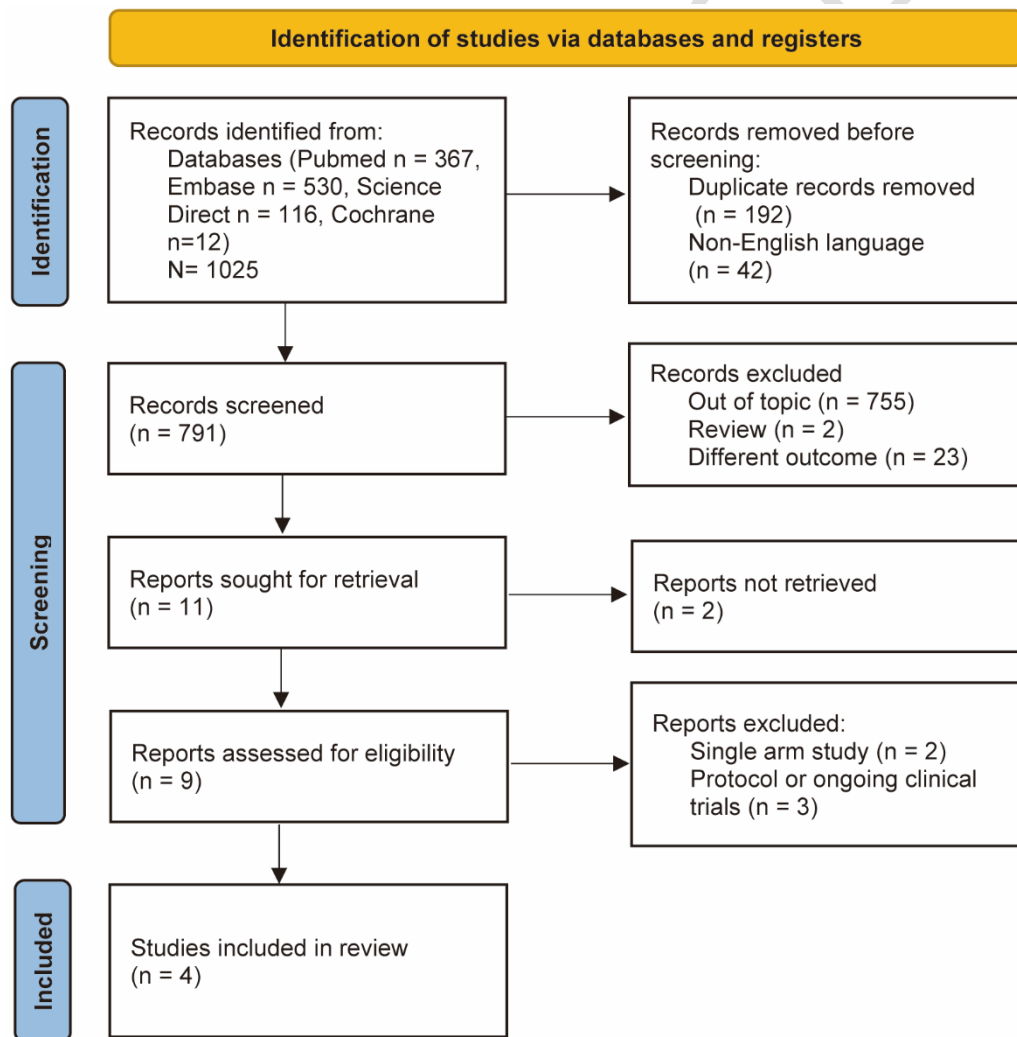 Identification of studies via databases and registers
Identification
Records identified from:
Databases (Pubmed n = 367,
Embase n = 530, Science
Direct n = 116, Cochrane
n=12)
N= 1025
Records removed before
screening:
Duplicate records removed
(n = 192)
Non-English language
(n = 42)
Screening
Records screened
(n = 791)
Records excluded
Out of topic (n = 755)
Review (n = 2)
Different outcome (n = 23)
Reports sought for retrieval
(n = 11)
Reports not retrieved
(n = 2)
Reports assessed for eligibility
(n = 9)
Reports excluded:
Single arm study (n = 2)
Protocol or ongoing clinical
trials (n = 3)
Included
Studies included in review
(n = 4)